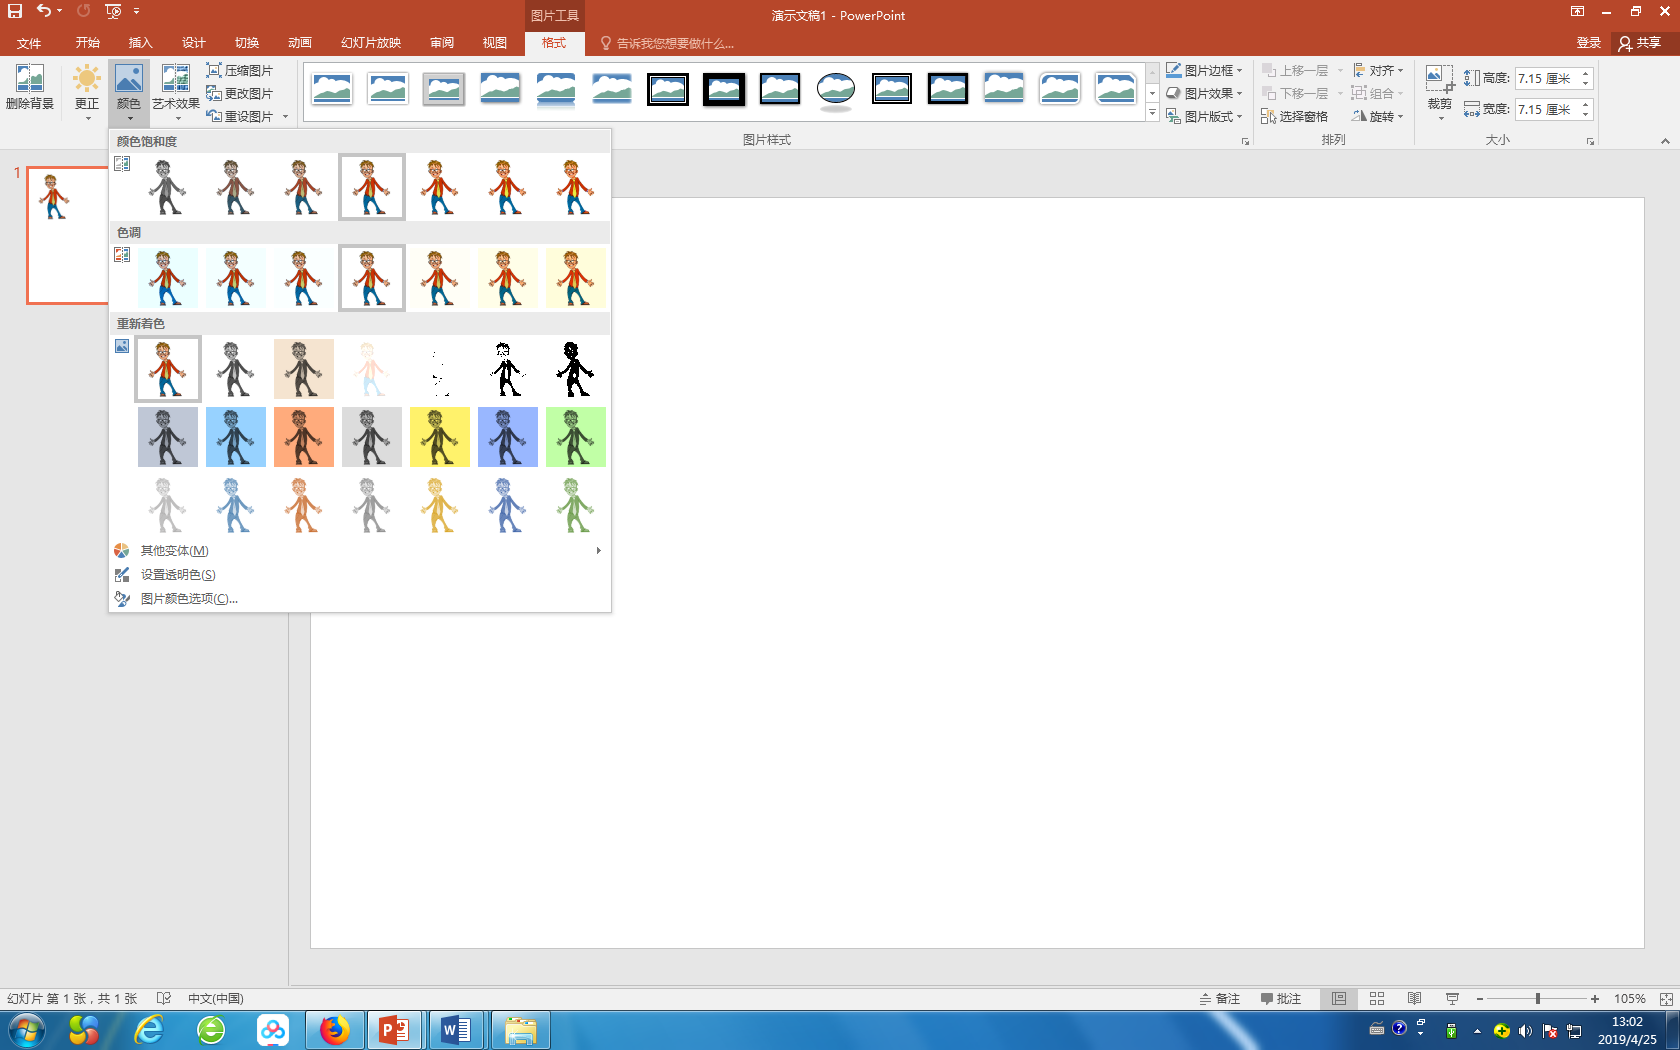 图片工具
演示文稿1 - PowerPoint
文件 开始 插入 设计 切换 动画 幻灯片放映 审阅 视图 格式 告诉我您想要做什么... 登录 共享
删除背景 更正 颜色 艺术效果
压缩图片
更改图片
重设图片
图片边框
图片效果
图片版式
上移一层
下移一层
选择窗格
对齐
组合
旋转
裁剪
高度: 7.15 厘米
宽度: 7.15 厘米
图片样式 排列 大小
颜色饱和度
色调
重新着色
其他变体(M)
设置透明色(S)
图片颜色选项(C)...
1
幻灯片 第 1 张，共 1 张 中文(中国) 备注 批注 105%
13:02
2019/4/25